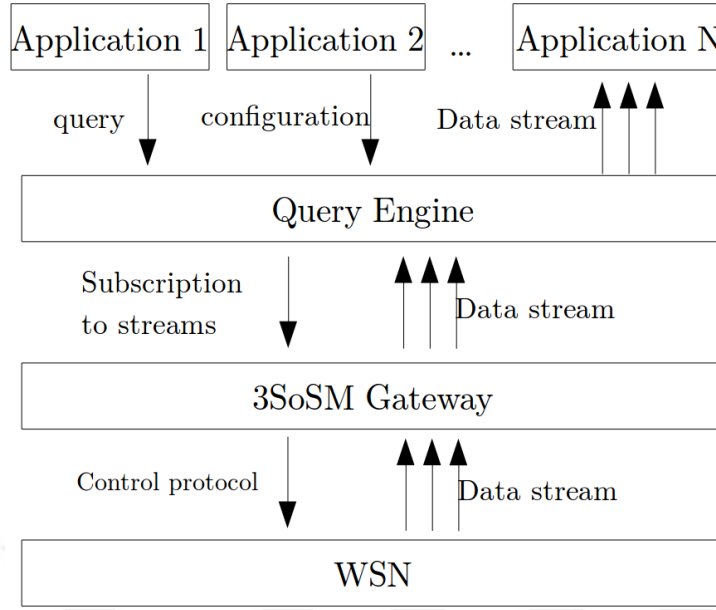 Application 1
Application 2
...
Application N
query
configuration
Data stream
Query Engine
Subscription
to streams
Data stream
3SoSM Gateway
Control protocol
Data stream
WSN